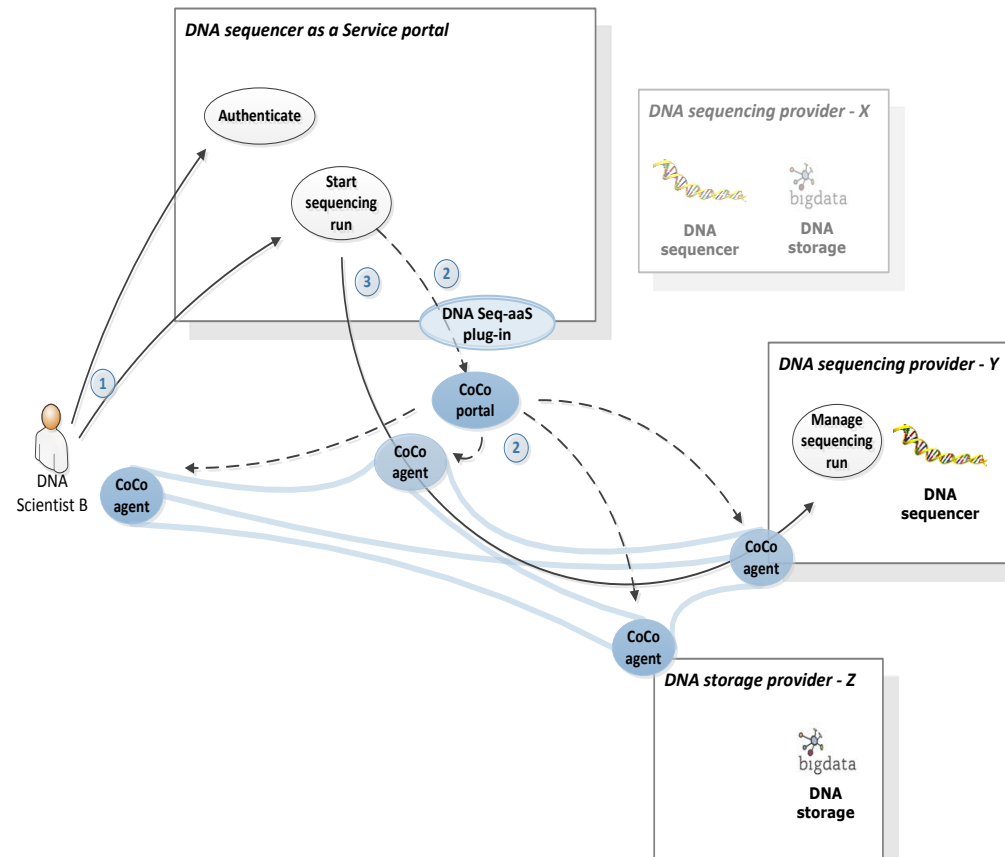 DNA sequencer as a Service portal
Authenticate
Start
sequencing
run
3
2
DNA Seq-aaS
plug-in
DNA sequencing provider - X
bigdata
DNA
sequencer
DNA
storage
1
DNA
Scientist B
CoCo
portal
2
CoCo
agent
CoCo
agent
DNA sequencing provider - Y
Manage
sequencing
run
DNA
sequencer
CoCo
agent
CoCo
agent
DNA storage provider - Z
bigdata
DNA
storage